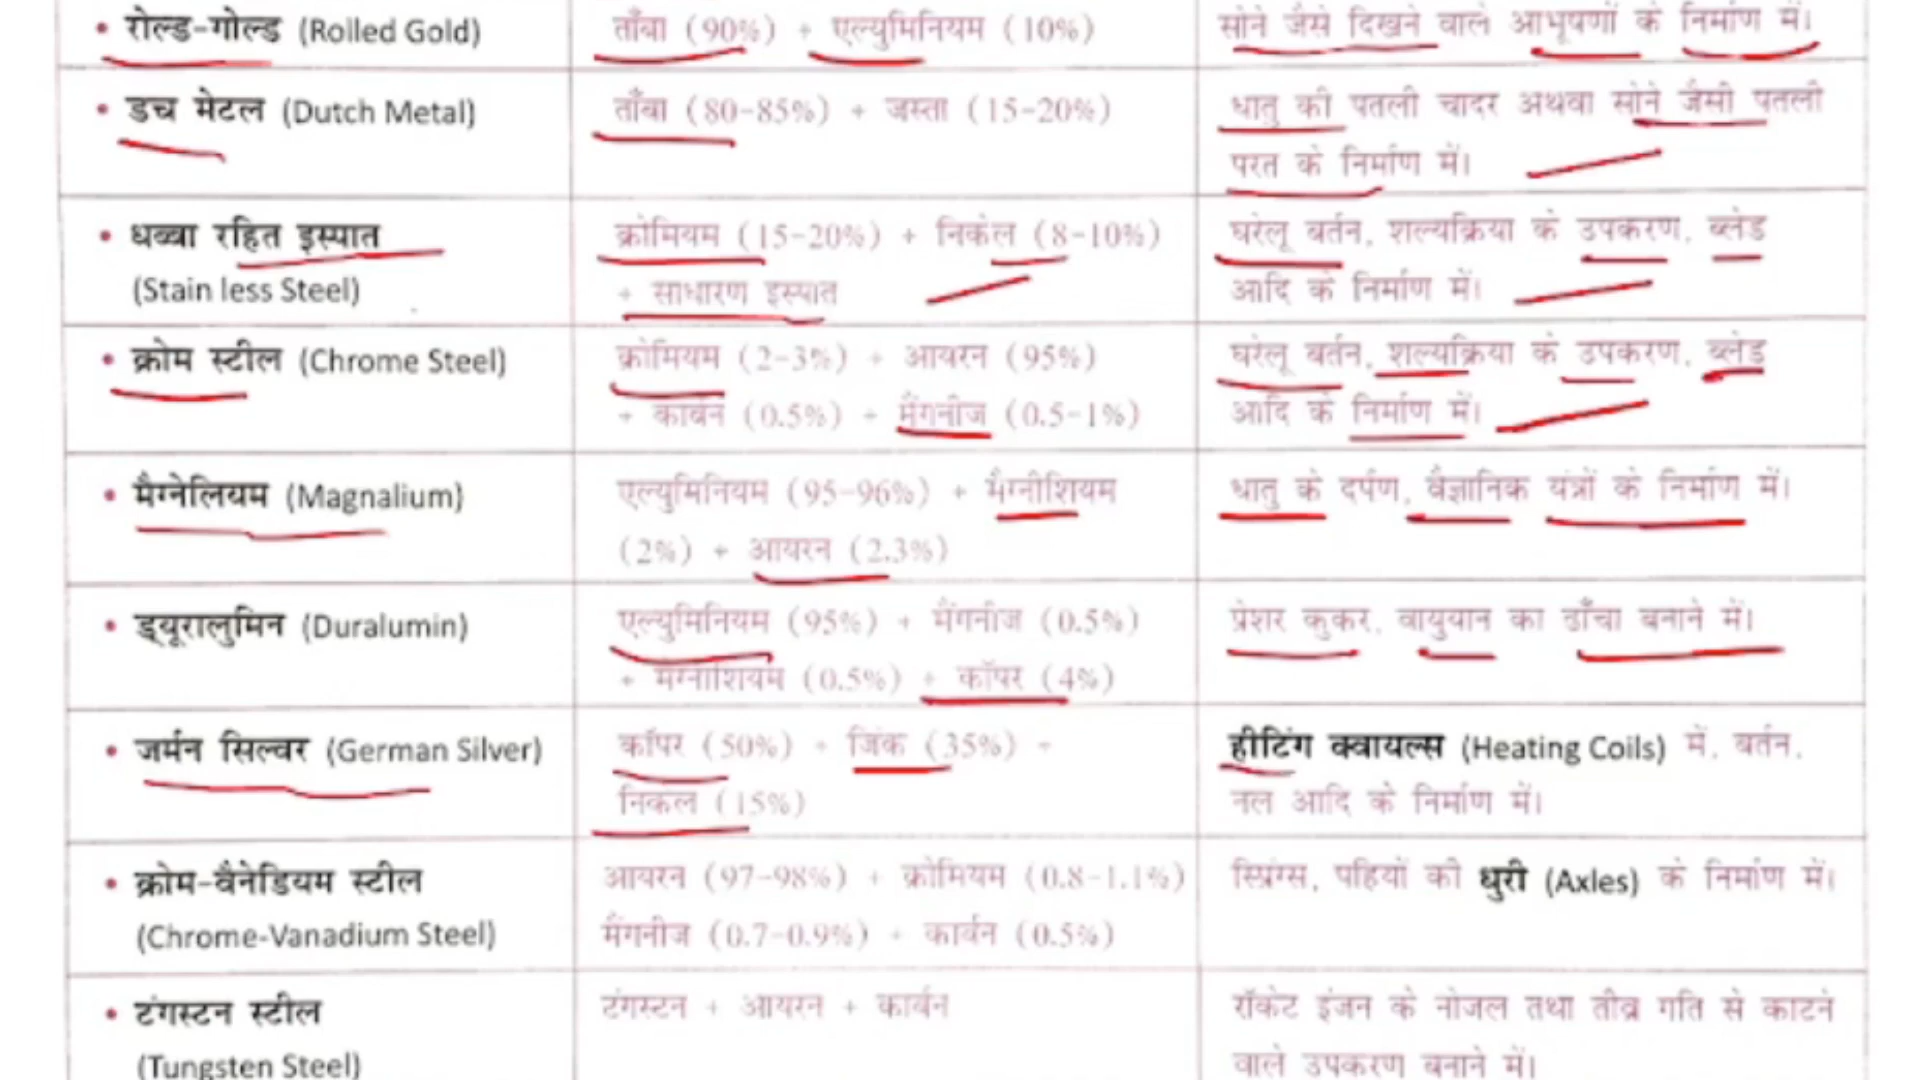 • रोल्ड-गोल्ड (Rolled Gold)
ताँबा (90%) + एल्युमिनियम (10%)
सोने जैसे दिखने वाले आभूषणों के निर्माण में।
• डच मेटल (Dutch Metal)
ताँबा (80-85%) + जस्ता (15-20%)
धातु की पतली चादर अथवा सोने जैसी पतली
परत के निर्माण में।
• धब्बा रहित इस्पात
(Stain less Steel)
क्रोमियम (15-20%) + निकेल (8-10%)
+ साधारण इस्पात
घरेलू बर्तन, शल्यक्रिया के उपकरण, ब्लेड
आदि के निर्माण में।
• क्रोम स्टील (Chrome Steel)
क्रोमियम (2-3%) + आयरन (95%)
+ कार्बन (0.5%) + मैंगनीज (0.5-1%)
घरेलू बर्तन, शल्यक्रिया के उपकरण, ब्लेड
आदि के निर्माण में।
• मैग्नेलियम (Magnalium)
एल्युमिनियम (95-96%) + मैग्नीशियम
(2%) + आयरन (2.3%)
धातु के दर्पण, वैज्ञानिक यंत्रों के निर्माण में।
• ड्यूरालुमिन (Duralumin)
एल्युमिनियम (95%) + मैंगनीज (0.5%)
+ मैग्नीशियम (0.5%) + कॉपर (4%)
प्रेशर कुकर, वायुयान का ढाँचा बनाने में।
• जर्मन सिल्वर (German Silver)
कॉपर (50%) + जिंक (35%) +
निकल (15%)
हीटिंग क्वायल्स (Heating Coils) में, बर्तन,
नल आदि के निर्माण में।
• क्रोम-वैनेडियम स्टील
(Chrome-Vanadium Steel)
आयरन (97-98%) + क्रोमियम (0.8-1.1%)
मैंगनीज (0.7-0.9%) + कार्बन (0.5%)
स्प्रिंग्स, पहियों की धुरी (Axles) के निर्माण में।
• टंगस्टन स्टील
(Tungsten Steel)
टंगस्टन + आयरन + कार्बन
रॉकेट इंजन के नोजल तथा तीव्र गति से काटने
वाले उपकरण बनाने में।